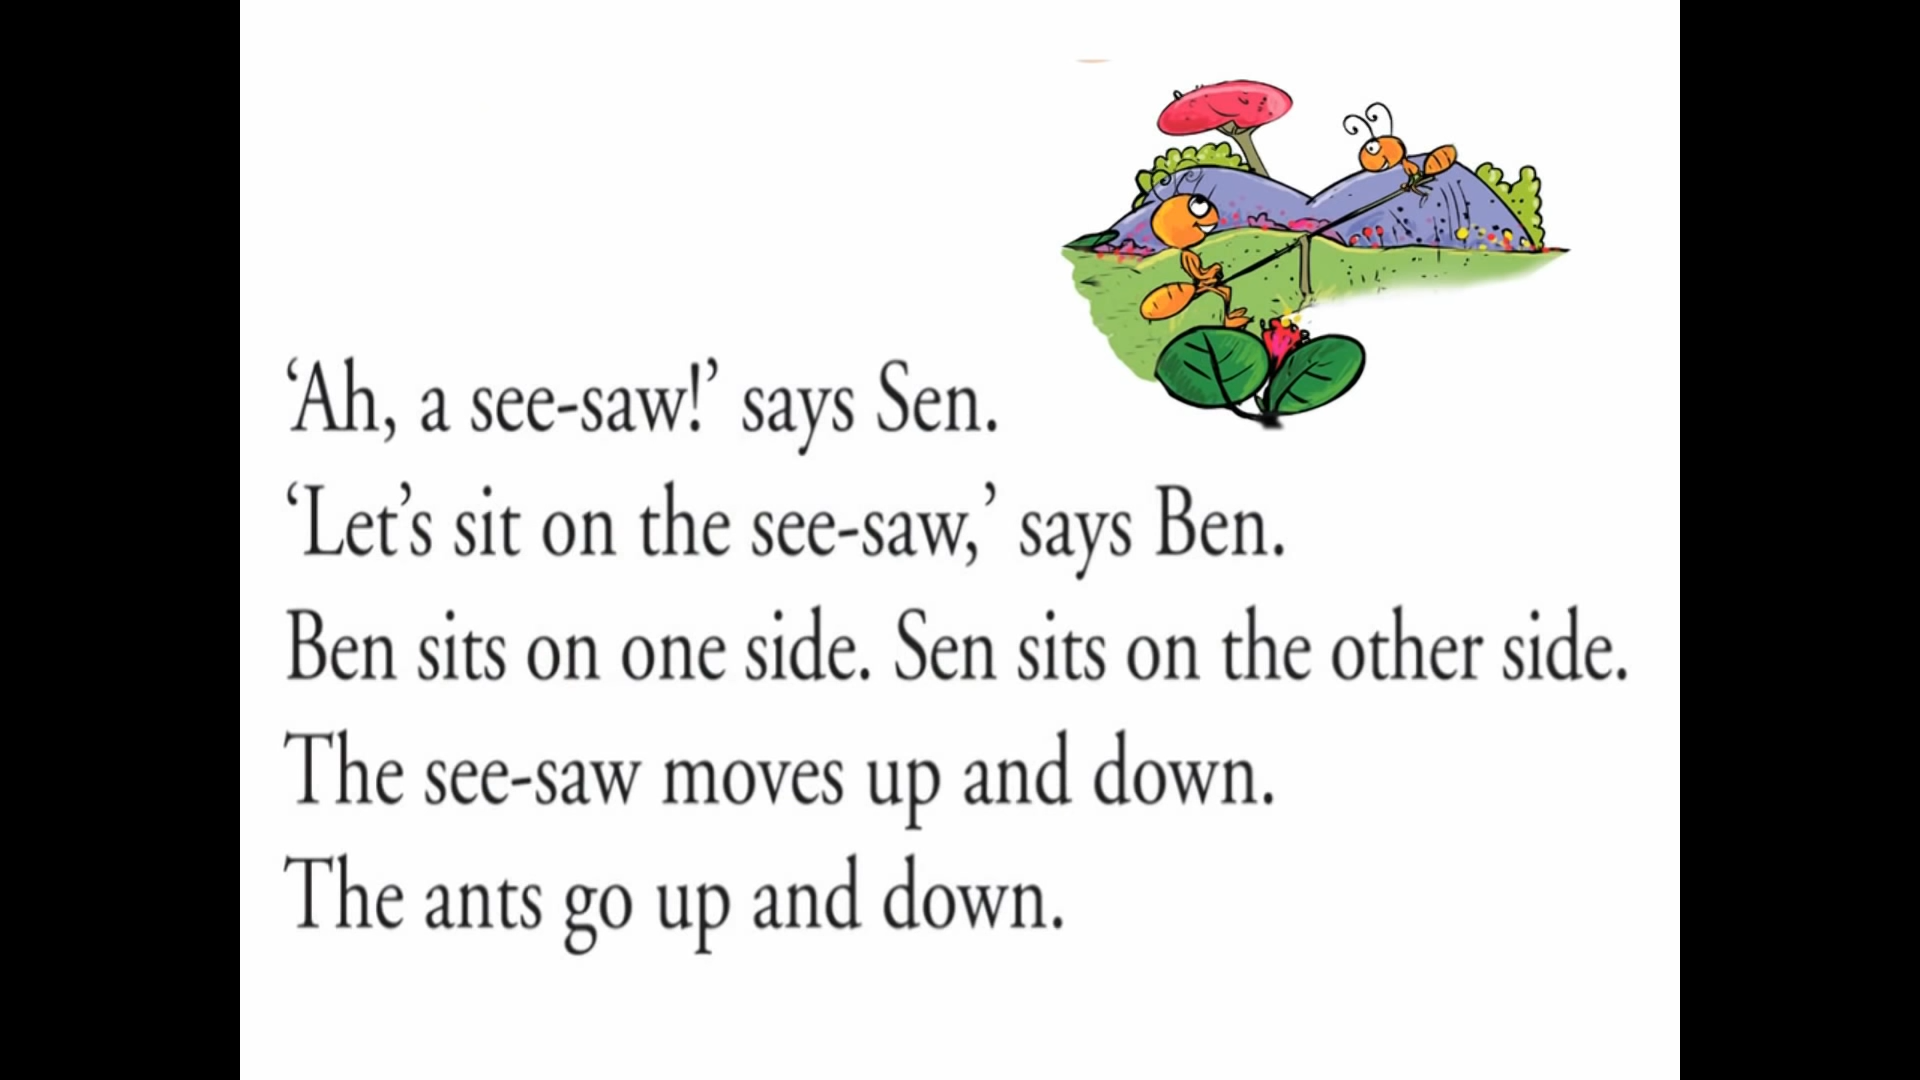 ‘Ah, a see-saw!’ says Sen.
‘Let’s sit on the see-saw,’ says Ben.
Ben sits on one side. Sen sits on the other side.
The see-saw moves up and down.
The ants go up and down.